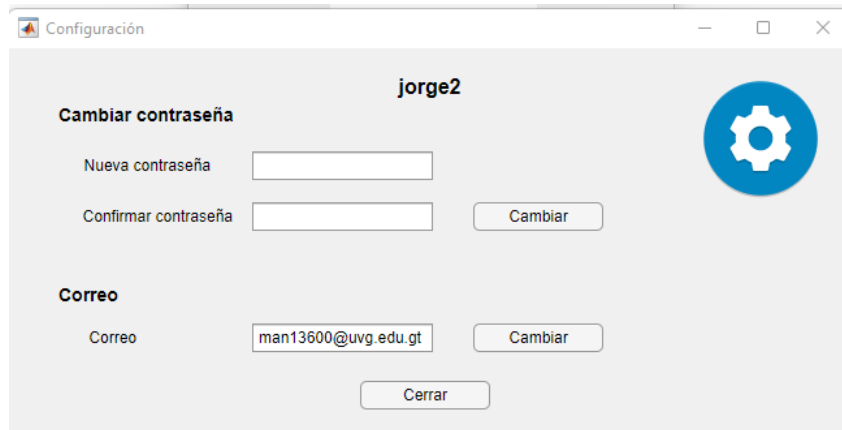 Configuración
jorge2
Cambiar contraseña
Nueva contraseña
Confirmar contraseña Cambiar
Correo
Correo man13600@uvg.edu.gt Cambiar
Cerrar